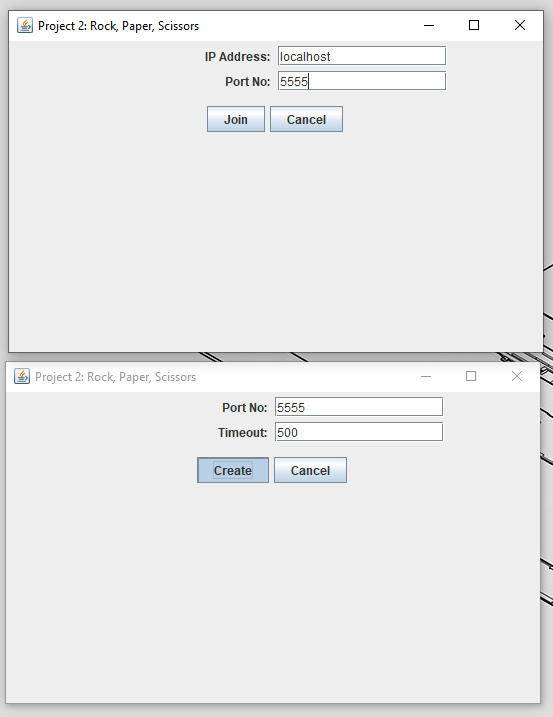 Project 2: Rock, Paper, Scissors
IP Address: localhost
Port No: 5555
Join Cancel
Project 2: Rock, Paper, Scissors
Port No: 5555
Timeout: 500
Create Cancel